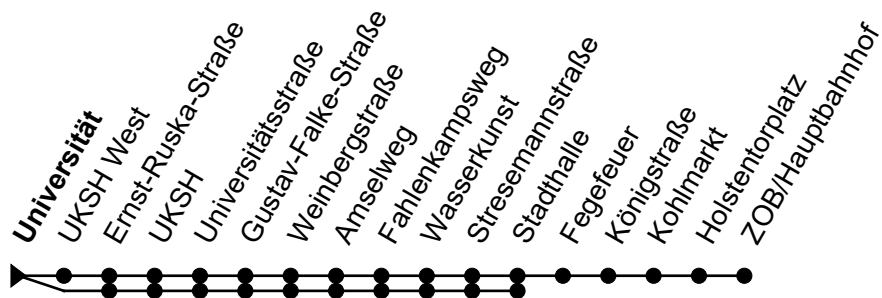 Universität
UKSH West
Ernst-Ruska-Straße
UKSH
Universitätsstraße
Gustav-Falke-Straße
Weinbergstraße
Amselweg
Fahlenkampsweg
Wasserkunst
Stresemannstraße
Stadthalle
Fegefeuer
Königstraße
Kohlmarkt
Holstentorplatz
ZOB/Hauptbahnhof